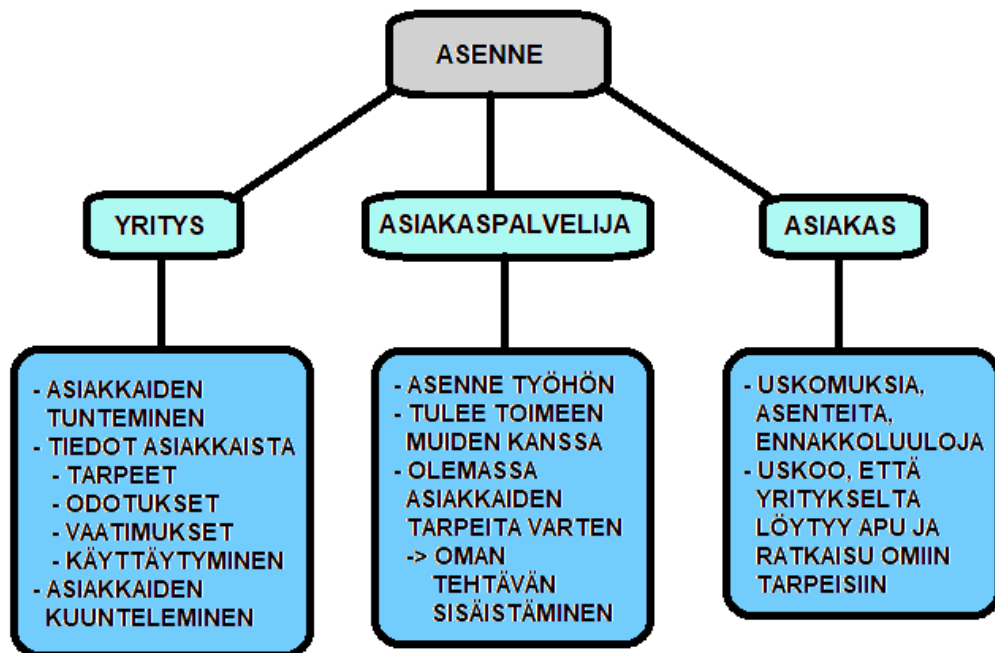 ASENNE
YRITYS
ASIAKASPALVELIJA
ASIAKAS
- ASIAKKAIDEN
TUNTEMINEN
- TIEDOT ASIAKKAISTA
- TARPEET
- ODOTUKSET
- VAATIMUKSET
- KÄYTTÄYTYMINEN
- ASIAKKAIDEN
KUUNTELEMINEN
- ASENNE TYÖHÖN
- TULEE TOIMEEN
MUIDEN KANSSA
- OLEMASSA
ASIAKKAIDEN
TARPEITA VARTEN
-> OMAN
TEHTÄVÄN
SISÄISTÄMINEN
- USKOMUKSIA,
ASENTEITA,
ENNAKKOLUULOJA
- USKOO, ETTÄ
YRITYKSELTA
LÖYTYY APU JA
RATKAISU OMIIN
TARPEISIIN